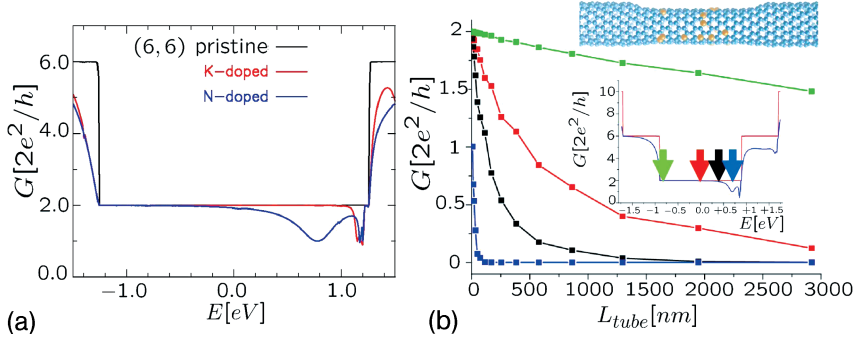 (6,6) pristine
K-doped
N-doped
6.0
4.0
2.0
0.0
G[2e²/h]
−1.0
0.0
1.0
E[eV]
(a)
2
1.5
1
0.5
0
G[2e²/h]
0
500
1000
1500
2000
2500
3000
L_tube[nm]
(b)
10
8
6
4
2
0
G[2e²/h]
−1.5
−1
−0.5
0.0
+0.5
+1
+1.5
E[eV]